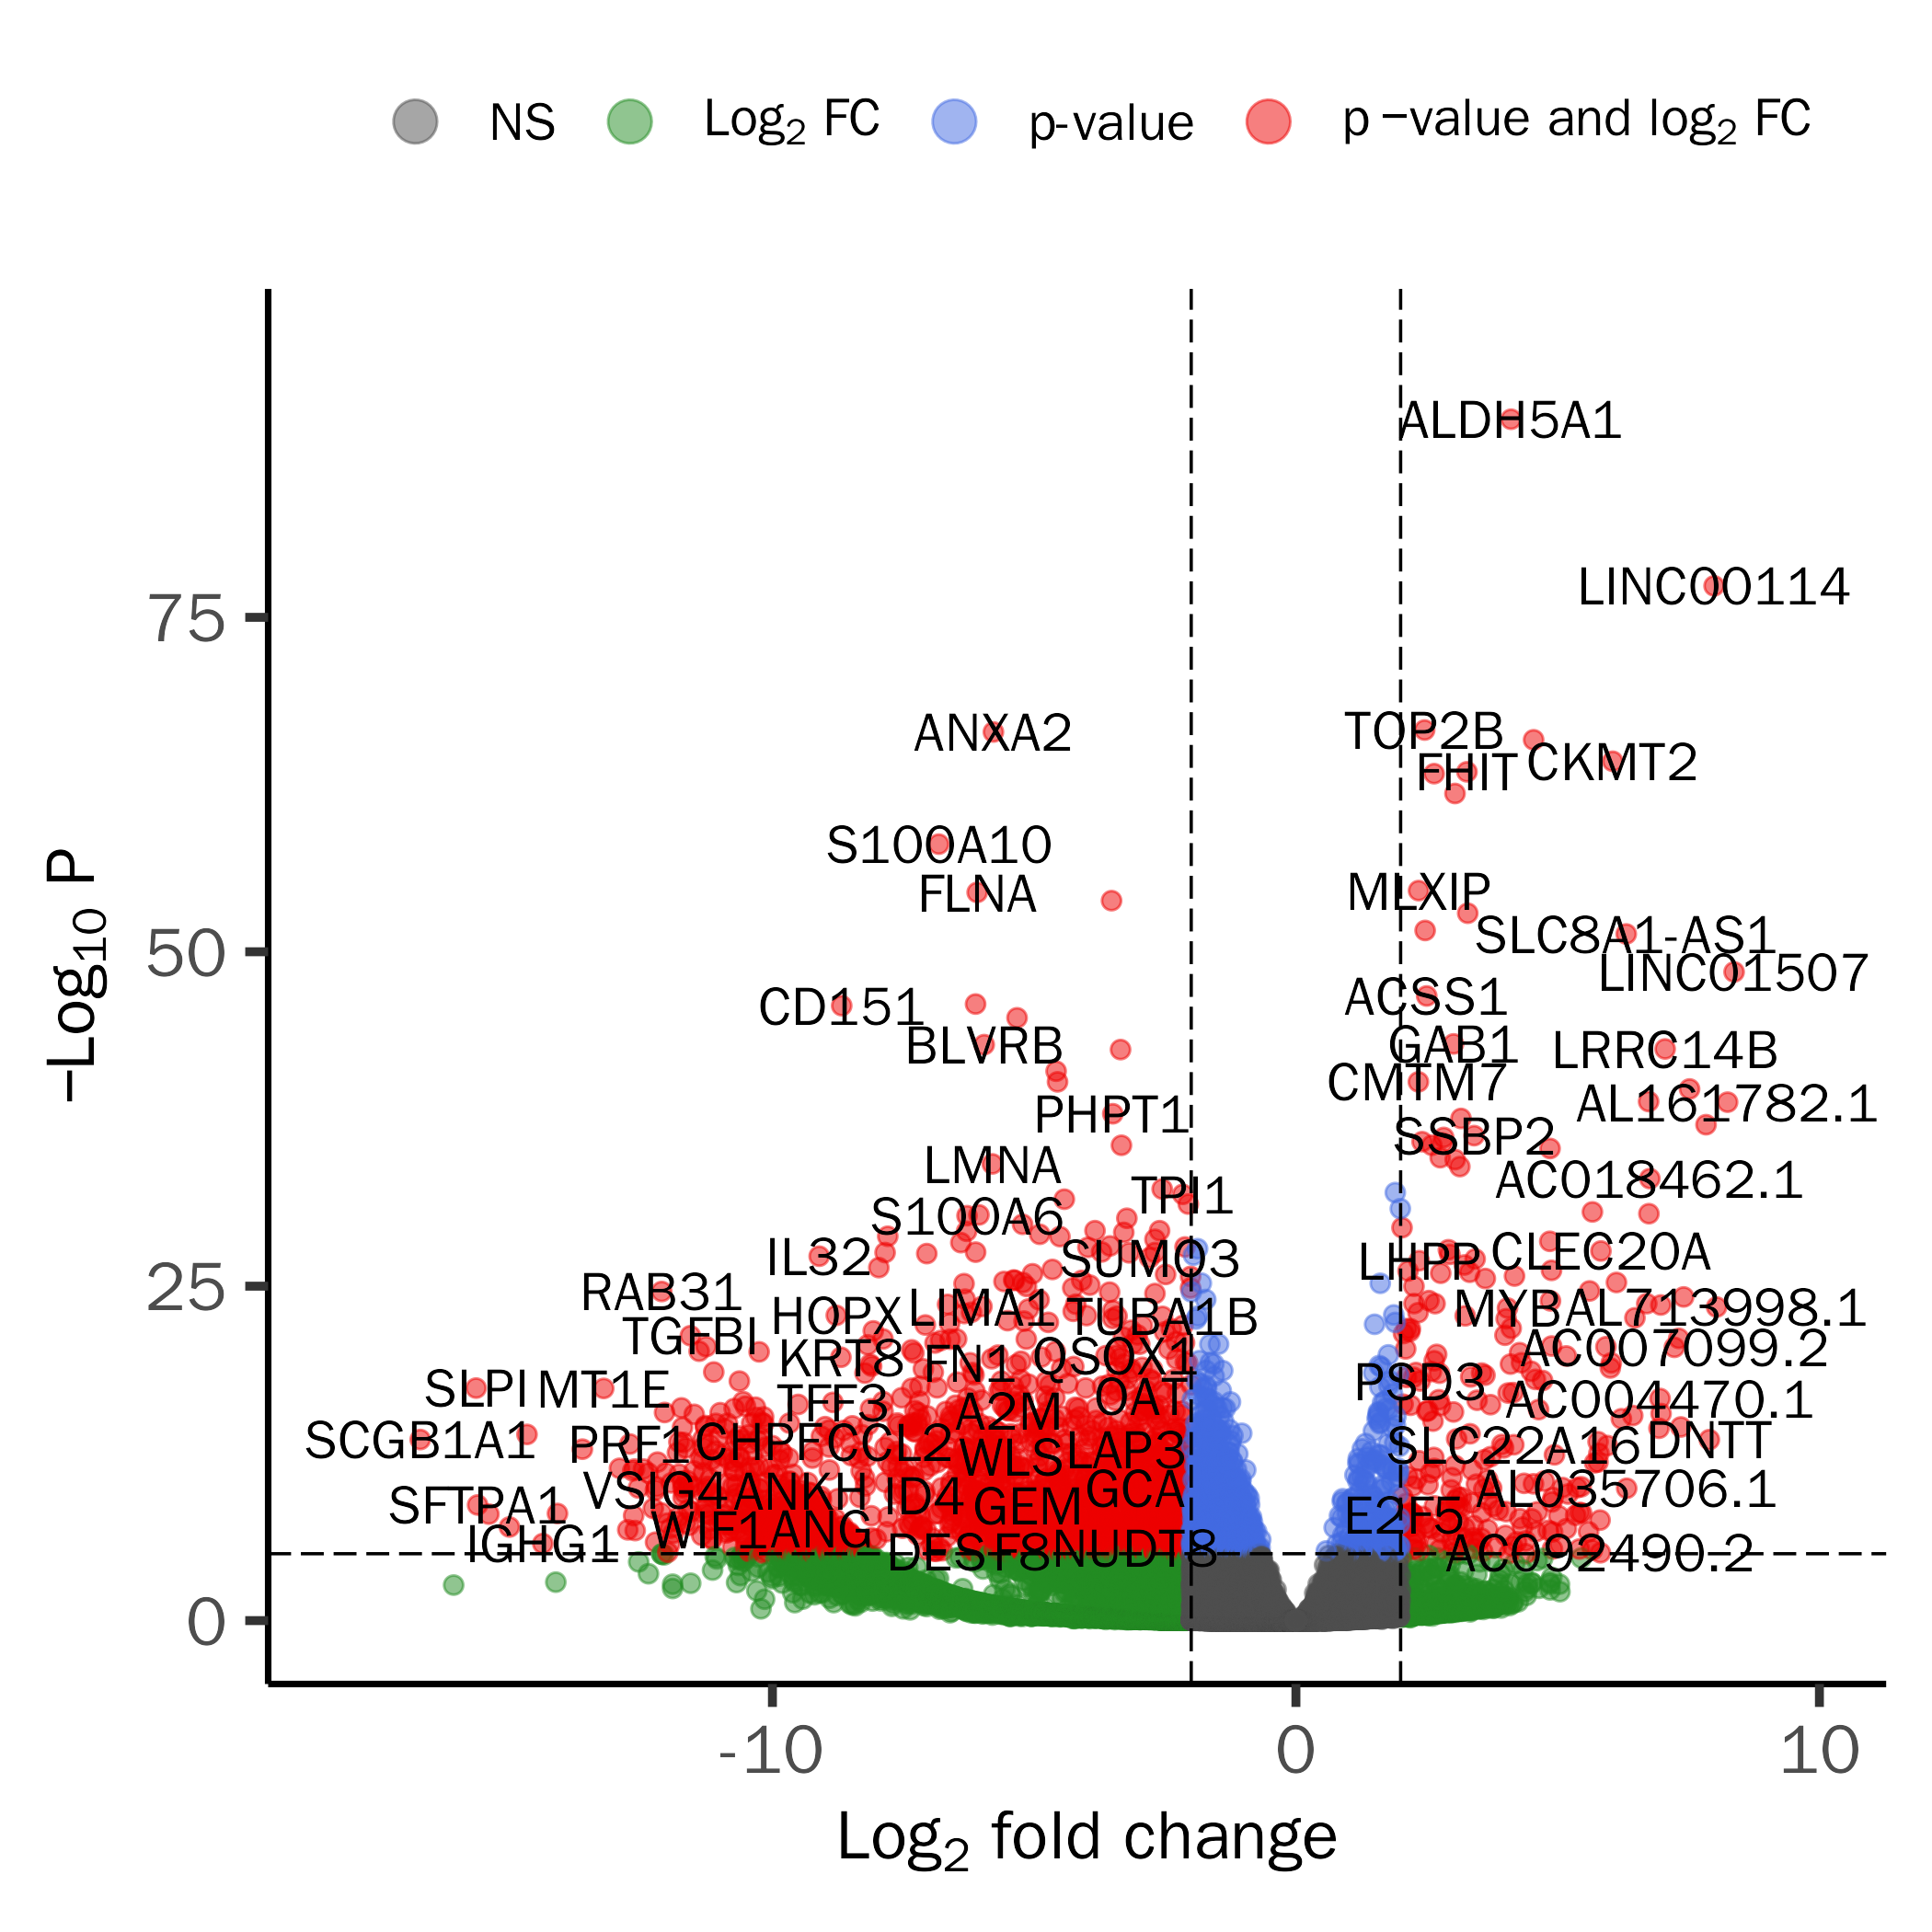 NS Log₂ FC p-value p −value and log₂ FC
ALDH5A1
75
LINC00114
ANXA2
TOP2B
CKMT2
FHIT
S100A10
FLNA
MLXIP
50
SLC8A1-AS1
LINC01507
CD151
ACSS1
BLVRB
GAB1
LRRC14B
CMTM7
AL161782.1
PHPT1
SSBP2
LMNA
AC018462.1
TPI1
S100A6
IL32
SUMO3
LHPP
CLEC20A
25
RAB31
HOPX
LIMA1
TUBA1B
MYB
AL713998.1
TGFBI
KRT8
FN1
QSOX1
AC007099.2
SLPI
MT1E
TFF3
A2M
OAT
PSD3
AC004470.1
SCGB1A1
PRF1
CHPF
CCL2
WLS
LAP3
SLC22A16
DNTT
SFTPA1
VSIG4
ANKH
ID4
GEM
GCA
AL035706.1
IGHG1
WIF1
ANG
DES
NUDT8
E2F5
AC092490.2
0
−Log₁₀ P
-10 0 10
Log₂ fold change